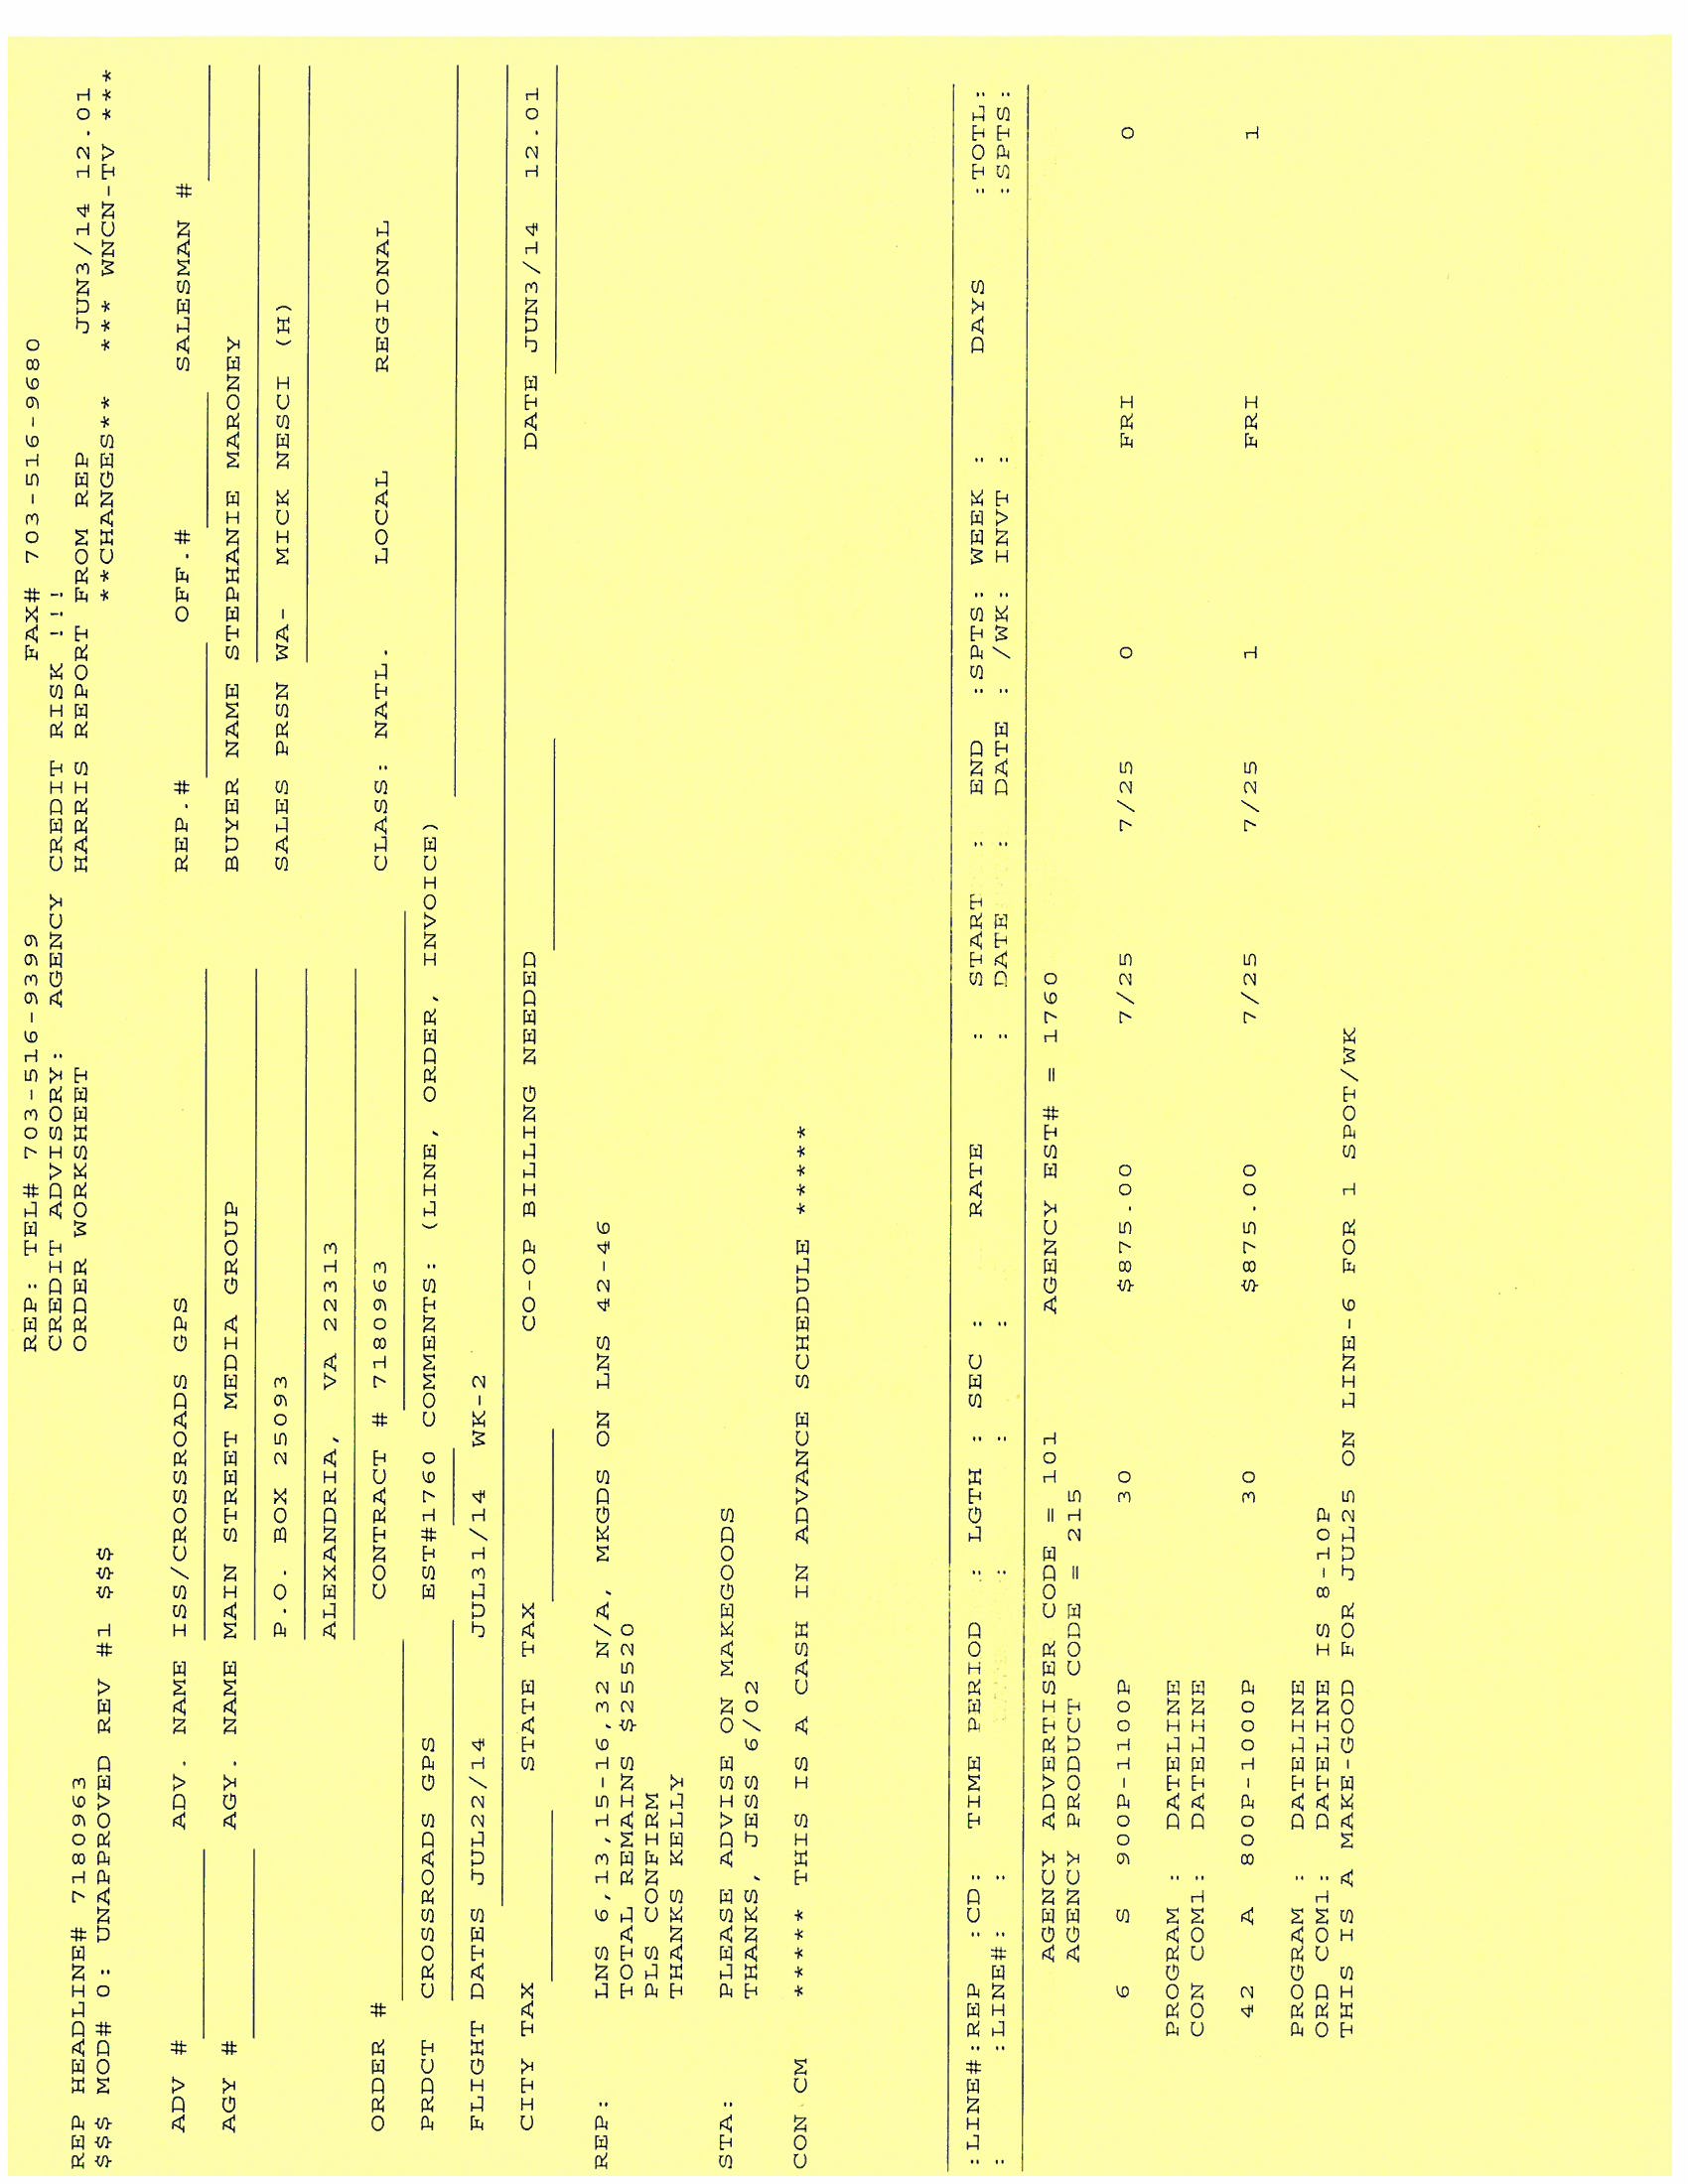 REP: TEL# 703-516-9399 FAX# 703-516-9680
CREDIT ADVISORY: AGENCY CREDIT RISK !!!
REP HEADLINE# 7180963 ORDER WORKSHEET HARRIS REPORT FROM REP JUN3/14 12.01
$$$ MOD# 0: UNAPPROVED REV #1 $$$ **CHANGES** *** WNCN-TV ***
ADV # ADV. NAME ISS/CROSSROADS GPS REP.# OFF.# SALESMAN #
AGY # AGY. NAME MAIN STREET MEDIA GROUP BUYER NAME STEPHANIE MARONEY
P.O. BOX 25093 SALES PRSN WA- MICK NESCI (H)
ALEXANDRIA, VA 22313
ORDER # CONTRACT # 7180963 CLASS: NATL. LOCAL REGIONAL
PRDCT CROSSROADS GPS EST#1760 COMMENTS: (LINE, ORDER, INVOICE)
FLIGHT DATES JUL22/14 JUL31/14 WK-2
CITY TAX STATE TAX CO-OP BILLING NEEDED DATE JUN3/14 12.01
REP: LNS 6,13,15-16,32 N/A, MKGDS ON LNS 42-46
TOTAL REMAINS $25520
PLS CONFIRM
THANKS KELLY
STA: PLEASE ADVISE ON MAKEGOODS
THANKS, JESS 6/02
CON CM ***** THIS IS A CASH IN ADVANCE SCHEDULE *****
:LINE#:REP :CD: TIME PERIOD : LGTH : SEC : RATE : START : END :SPTS: WEEK : DAYS :TOTL:
: :LINE#: : : : : : DATE : DATE : /WK: INVT : :SPTS:
AGENCY ADVERTISER CODE = 101 AGENCY EST# = 1760
AGENCY PRODUCT CODE = 215
6 S 900P-1100P 30 $875.00 7/25 7/25 0 FRI 0
PROGRAM : DATELINE
CON COM1: DATELINE
42 A 800P-1000P 30 $875.00 7/25 7/25 1 FRI 1
PROGRAM : DATELINE
ORD COM1: DATELINE IS 8-10P
THIS IS A MAKE-GOOD FOR JUL25 ON LINE-6 FOR 1 SPOT/WK